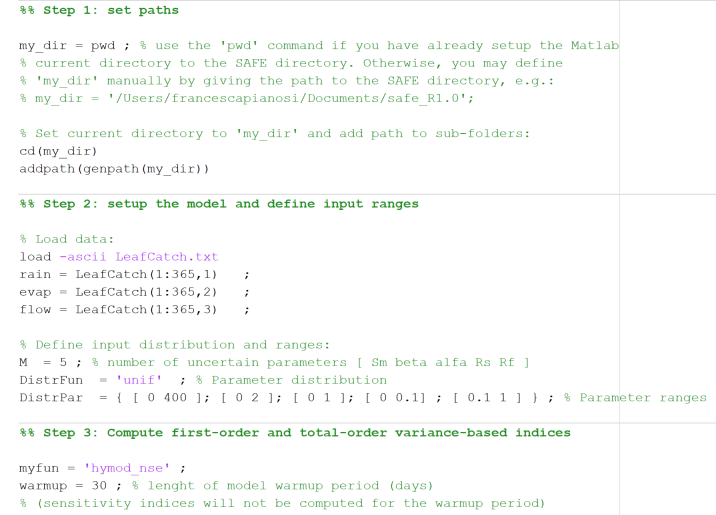 %% Step 1: set paths
my_dir = pwd ; % use the 'pwd' command if you have already setup the Matlab
% current directory to the SAFE directory. Otherwise, you may define
% 'my_dir' manually by giving the path to the SAFE directory, e.g.:
% my_dir = '/Users/francescapianosi/Documents/safe_R1.0';
% Set current directory to 'my_dir' and add path to sub-folders:
cd(my_dir)
addpath(genpath(my_dir))
%% Step 2: setup the model and define input ranges
% Load data:
load -ascii LeafCatch.txt
rain = LeafCatch(1:365,1)   ;
evap = LeafCatch(1:365,2)   ;
flow = LeafCatch(1:365,3)   ;
% Define input distribution and ranges:
M  = 5 ; % number of uncertain parameters [ Sm beta alfa Rs Rf ]
DistrFun  = 'unif'  ; % Parameter distribution
DistrPar  = { [ 0 400 ]; [ 0 2 ]; [ 0 1 ]; [ 0 0.1] ; [ 0.1 1 ] } ; % Parameter ranges
%% Step 3: Compute first-order and total-order variance-based indices
myfun = 'hymod_nse' ;
warmup = 30 ; % lenght of model warmup period (days)
% (sensitivity indices will not be computed for the warmup period)